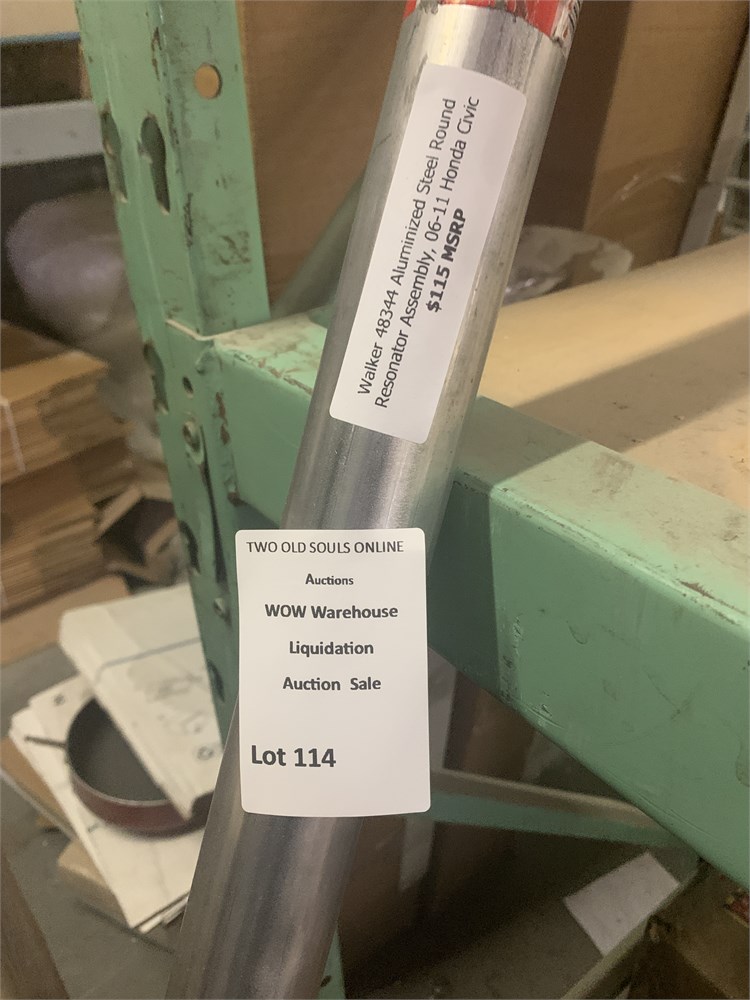 Walker 48344 Aluminized Steel Round
Resonator Assembly, 06-11 Honda Civic
$115 MSRP
TWO OLD SOULS ONLINE
Auctions
WOW Warehouse
Liquidation
Auction Sale
Lot 114